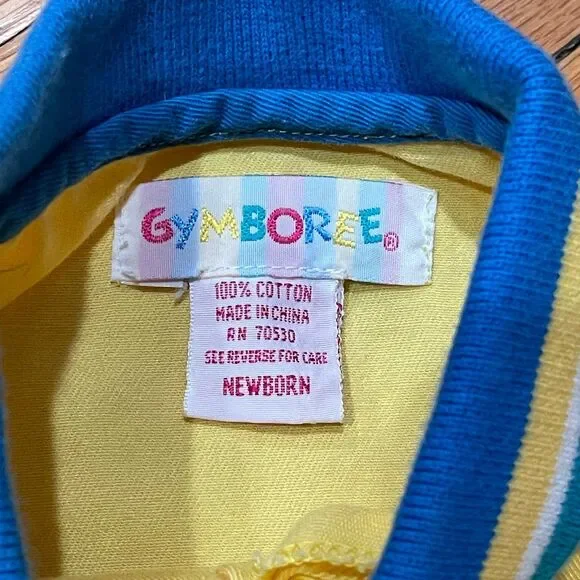 GYMBOREE®
100% COTTON
MADE IN CHINA
RN 70530
SEE REVERSE FOR CARE
NEWBORN